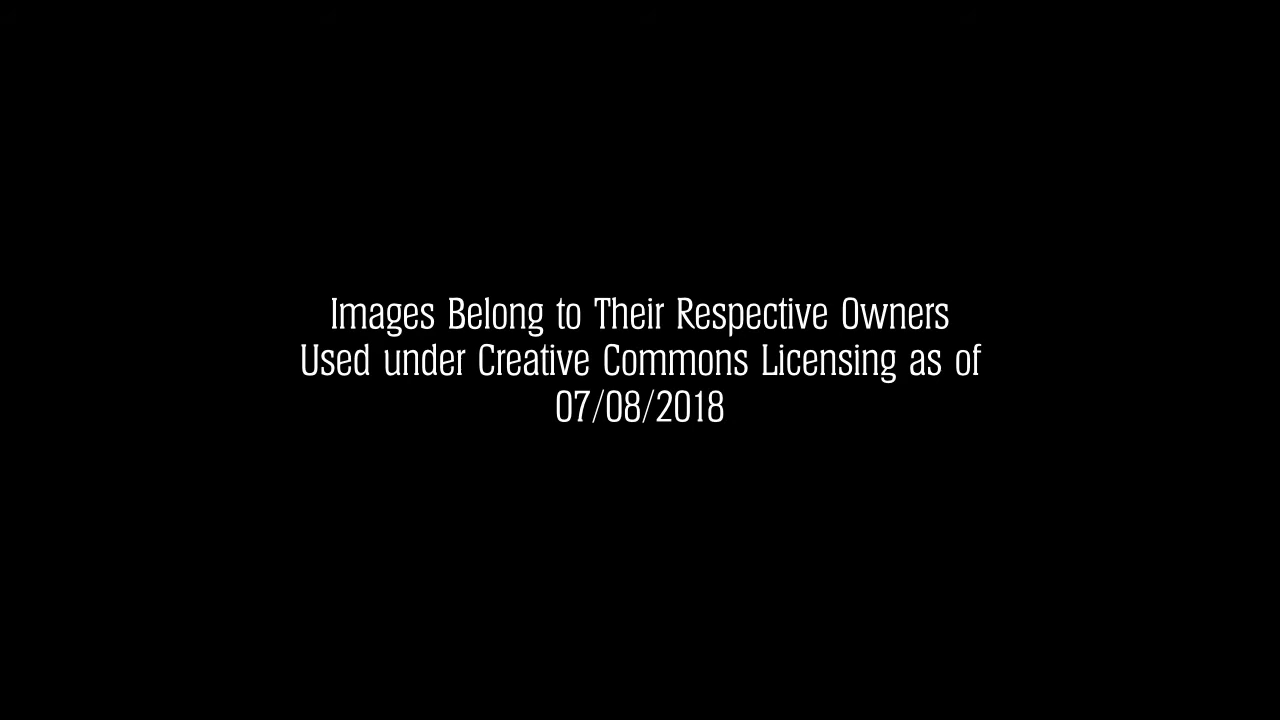 Images Belong to Their Respective Owners
Used under Creative Commons Licensing as of
07/08/2018